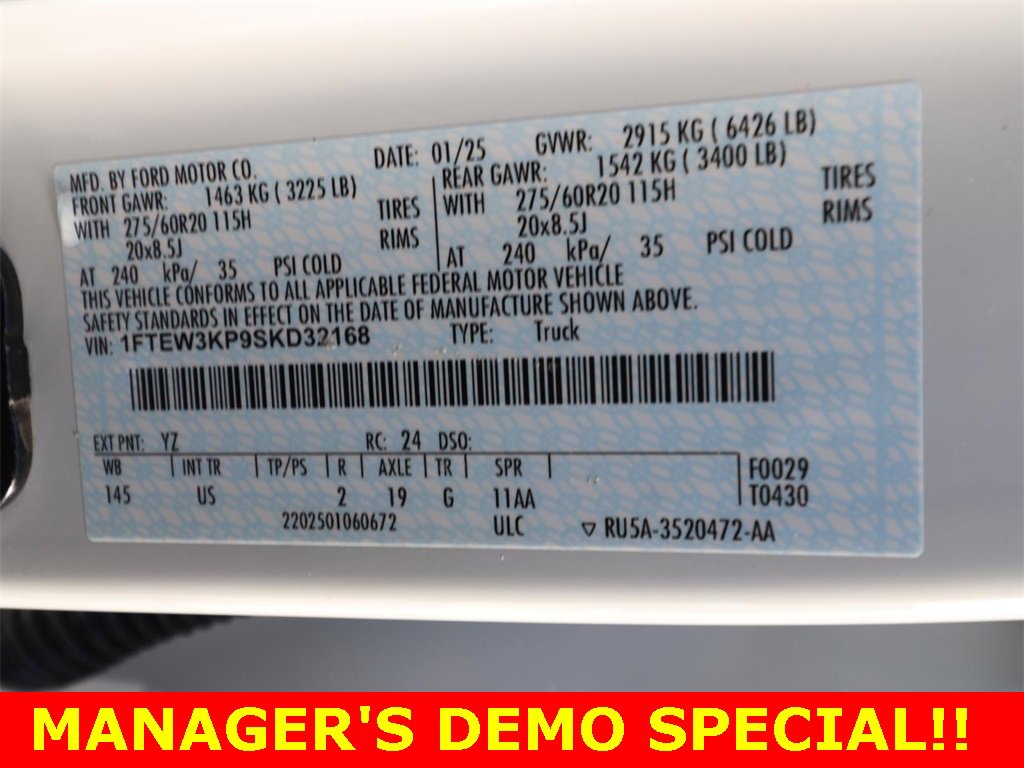 MFD. BY FORD MOTOR CO. DATE: 01/25 GVWR: 2915 KG ( 6426 LB)
FRONT GAWR: 1463 KG ( 3225 LB) REAR GAWR: 1542 KG ( 3400 LB)
WITH 275/60R20 115H TIRES WITH 275/60R20 115H TIRES
20x8.5J RIMS 20x8.5J RIMS
AT 240 kPa/ 35 PSI COLD AT 240 kPa/ 35 PSI COLD
THIS VEHICLE CONFORMS TO ALL APPLICABLE FEDERAL MOTOR VEHICLE
SAFETY STANDARDS IN EFFECT ON THE DATE OF MANUFACTURE SHOWN ABOVE.
VIN: 1FTEW3KP9SKD32168 TYPE: Truck
EXT PNT: YZ RC: 24 DSO:
WB INT TR TP/PS R AXLE TR SPR F0029
145 US 2 19 G 11AA T0430
2202501060672 ULC RU5A-3520472-AA
MANAGER'S DEMO SPECIAL!!